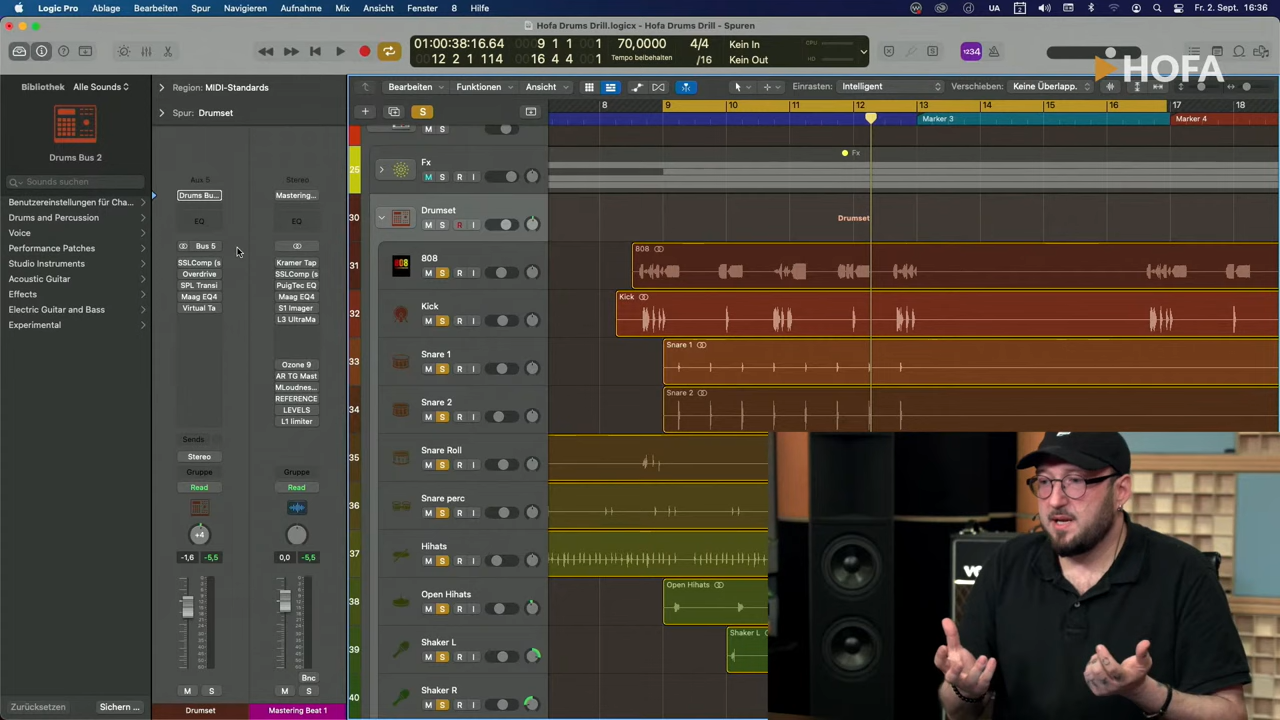 Logic Pro Ablage Bearbeiten Spur Navigieren Aufnahme Mix Ansicht Fenster 8 Hilfe UA 1 Fr. 2. Sept. 16:36
Hofa Drums Drill.logicx - Hofa Drums Drill - Spuren
01:00:38:16.64 9 1 1 1 70,0000 4/4 Kein In CPU
12 2 1 114 16 4 4 1 Tempo beibehalten /16 Kein Out
1234
HOFA
Bibliothek Alle Sounds
Region: MIDI-Standards
Bearbeiten Funktionen Ansicht Einrasten: Intelligent Verschieben: Keine Überlapp.
Spur: Drumset
S
8 9 10 11 12 13 14 15 16 17 18
Marker 3 Marker 4
Drums Bus 2
Sounds suchen
Benutzereinstellungen für Cha...
Drums and Percussion
Voice
Performance Patches
Studio Instruments
Acoustic Guitar
Effects
Electric Guitar and Bass
Experimental
Zurücksetzen Sichern ...
Aux 5 Stereo
Drums Bu... Mastering...
EQ EQ
Bus 5
SSLComp (s Kramer Tap
Overdrive SSLComp (s
SPL Transi PuigTec EQ
Maag EQ4 Maag EQ4
Virtual Ta S1 Imager
L3 UltraMa
Ozone 9
AR TG Mast
MLoudnes...
REFERENCE
LEVELS
L1 limiter
Sends
Stereo
Gruppe Gruppe
Read Read
+4
-1,6 -5,5 0,0 -5,5
Bnc
M S M S
Drumset Mastering Beat 1
M S
25 Fx M S Fx
30 Drumset M S R I Drumset
31 808 M S R I 808
32 Kick M S R I Kick
33 Snare 1 M S R I Snare 1
34 Snare 2 M S R I Snare 2
35 Snare Roll M S R I
36 Snare perc M S R I
37 Hihats M S R I
38 Open Hihats M S R I Open Hihats
39 Shaker L M S R I Shaker L
40 Shaker R M S R I